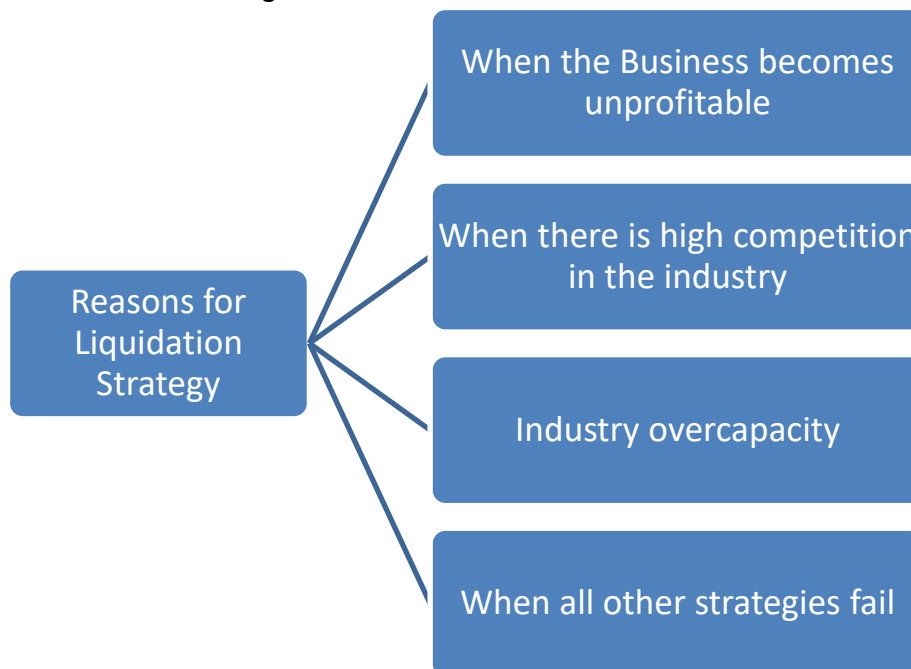 When the Business becomes
unprofitable
When there is high competition
in the industry
Reasons for
Liquidation
Strategy
Industry overcapacity
When all other strategies fail